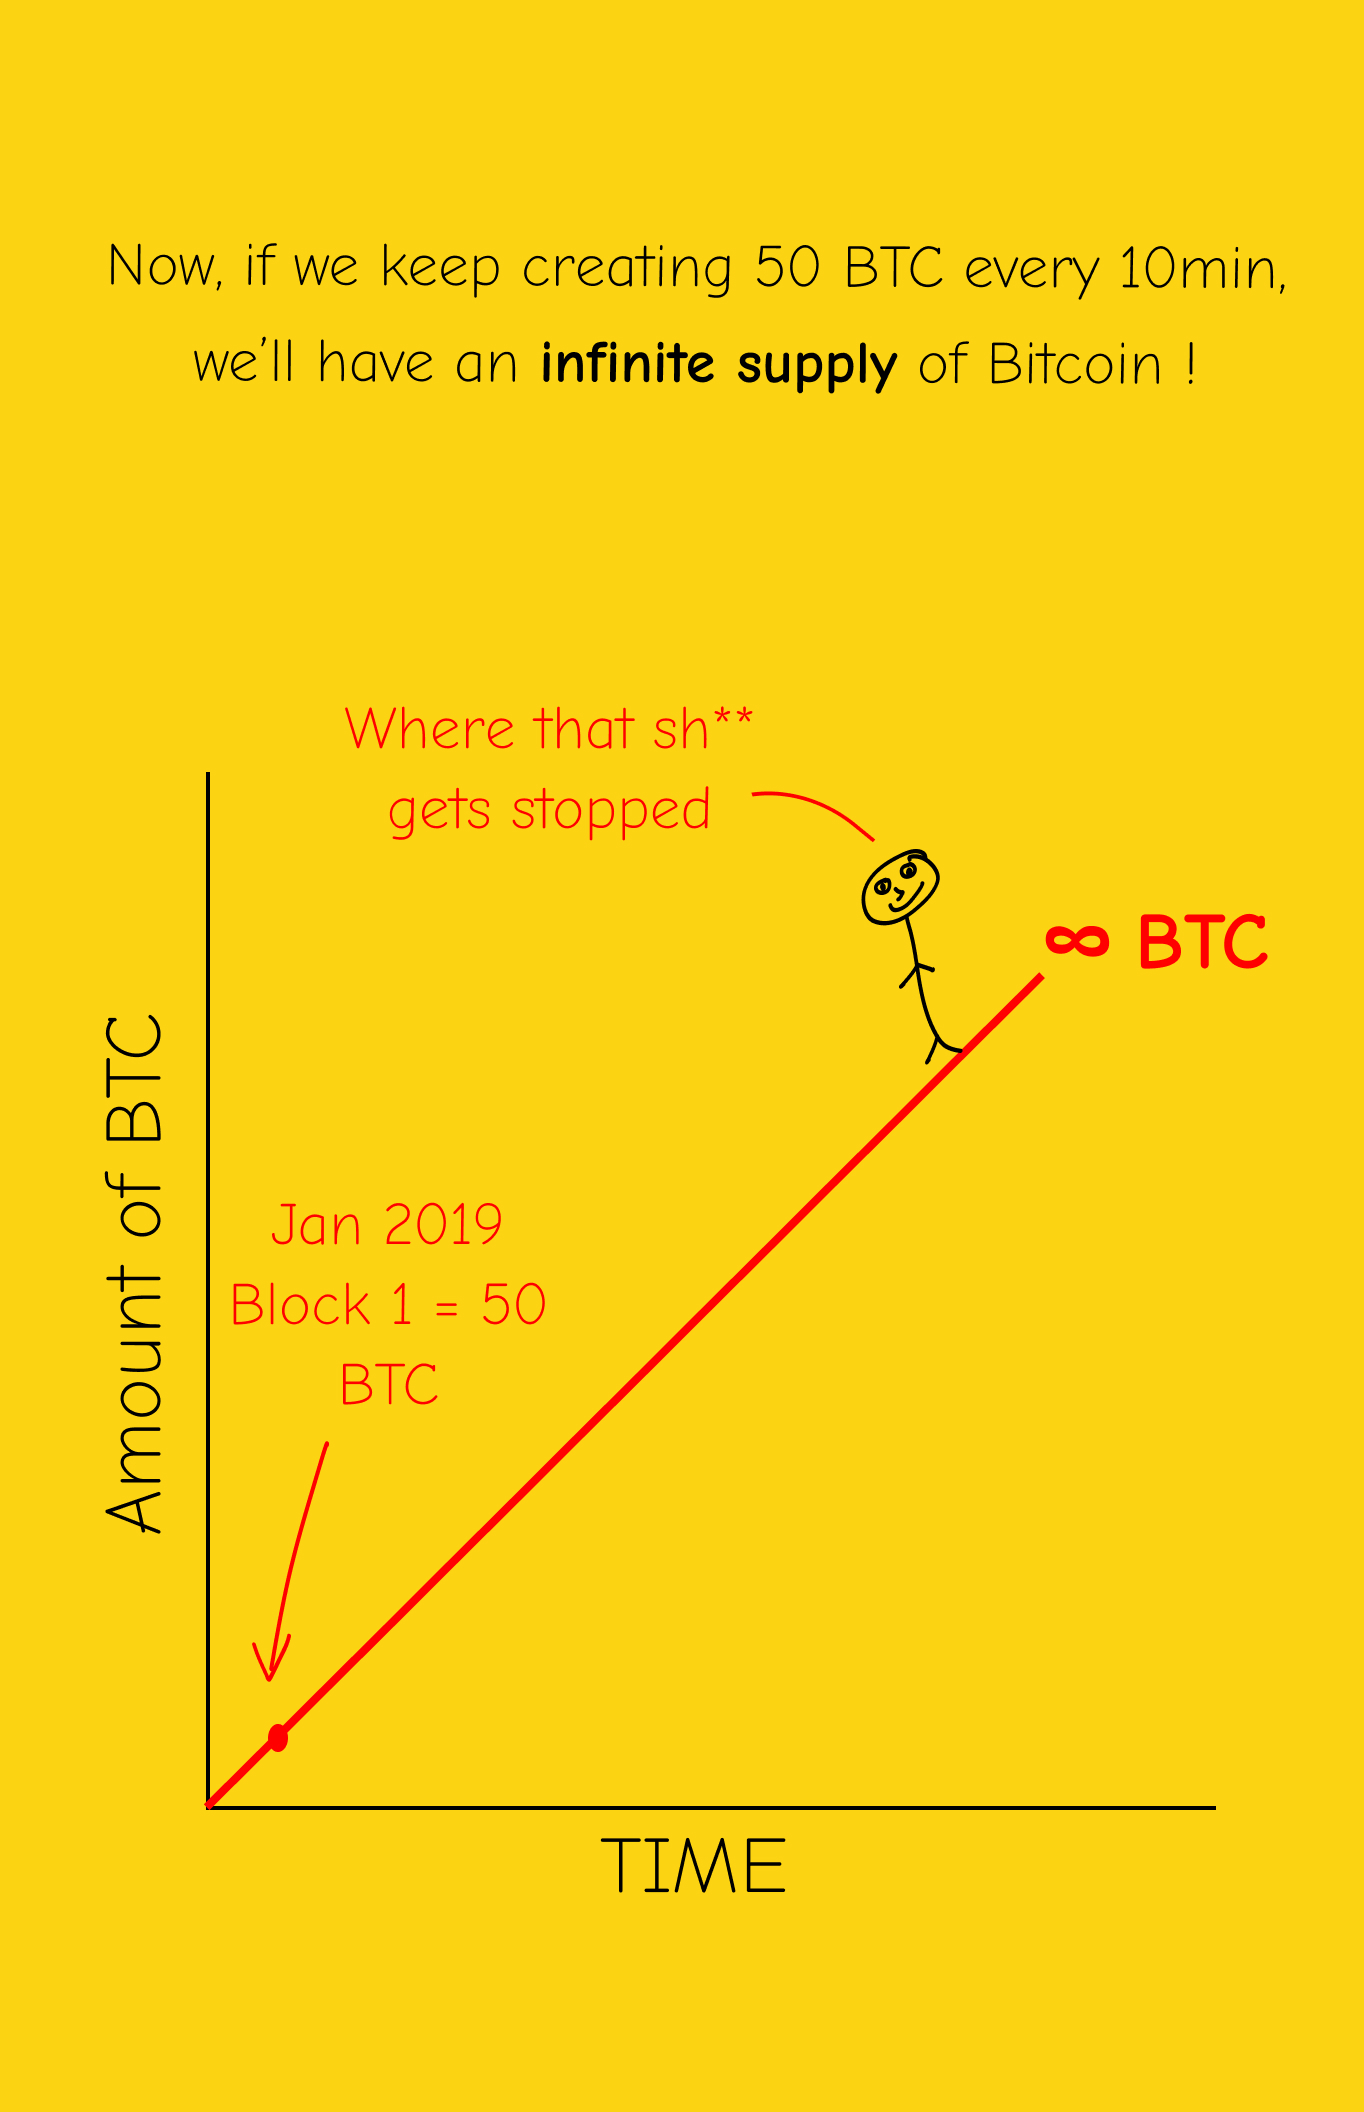 Now, if we keep creating 50 BTC every 10min,
we'll have an infinite supply of Bitcoin !
Where that sh**
gets stopped
∞ BTC
Amount of BTC
Jan 2019
Block 1 = 50
BTC
TIME